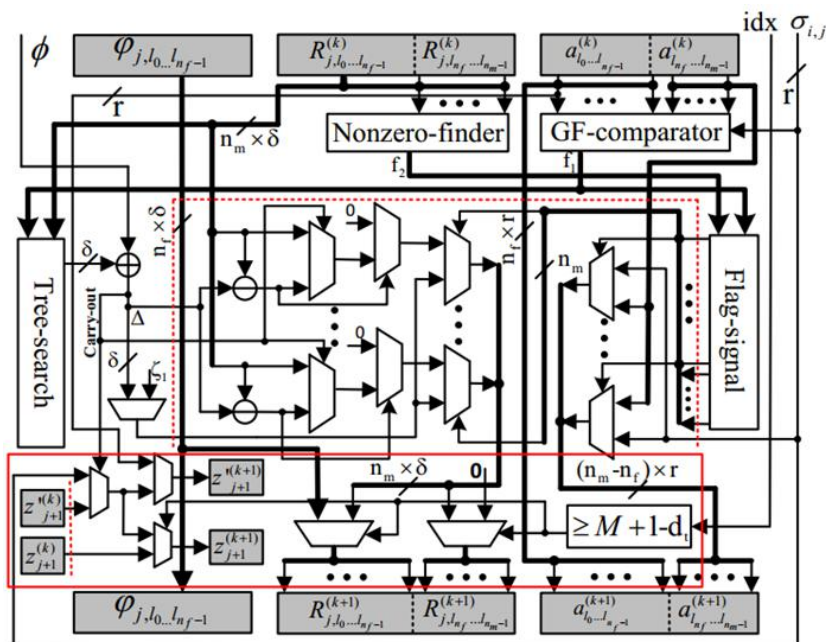 ϕ
φ_{j,l_0...l_{n_f-1}}
R^{(k)}_{j,l_0...l_{n_f-1}} R^{(k)}_{j,l_{n_f}...l_{n_m-1}}
a^{(k)}_{l_0...l_{n_f-1}} a^{(k)}_{l_{n_f}...l_{n_m-1}}
idx σ_{i,j}
r
r
n_m×δ
Nonzero-finder
GF-comparator
f_2
f_1
n_f×δ
0
n_f×r
n_m
Tree-search
δ
Carry-out
Δ
δ
ζ_1
0
Flag-signal
n_m×δ
0
(n_m-n_f)×r
z'^{(k)}_{j+1}
z'^{(k+1)}_{j+1}
z^{(k)}_{j+1}
z^{(k+1)}_{j+1}
≥M+1-d_t
φ_{j,l_0...l_{n_f-1}}
R^{(k+1)}_{j,l_0...l_{n_f-1}} R^{(k+1)}_{j,l_{n_f}...l_{n_m-1}}
a^{(k+1)}_{l_0...l_{n_f-1}} a^{(k+1)}_{l_{n_f}...l_{n_m-1}}